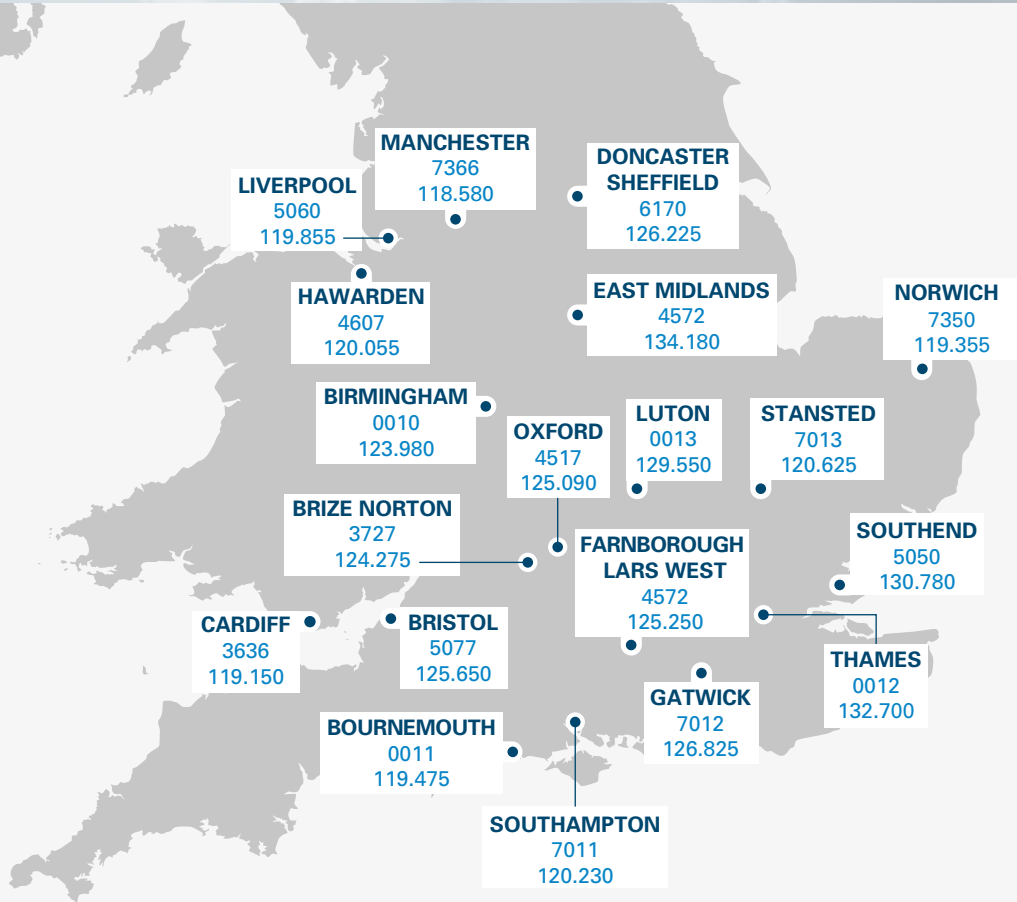 MANCHESTER
7366
118.580
DONCASTER
SHEFFIELD
6170
126.225
LIVERPOOL
5060
119.855
HAWARDEN
4607
120.055
EAST MIDLANDS
4572
134.180
NORWICH
7350
119.355
BIRMINGHAM
0010
123.980
OXFORD
4517
125.090
LUTON
0013
129.550
STANSTED
7013
120.625
BRIZE NORTON
3727
124.275
FARNBOROUGH
LARS WEST
4572
125.250
SOUTHEND
5050
130.780
CARDIFF
3636
119.150
BRISTOL
5077
125.650
THAMES
0012
132.700
GATWICK
7012
126.825
BOURNEMOUTH
0011
119.475
SOUTHAMPTON
7011
120.230